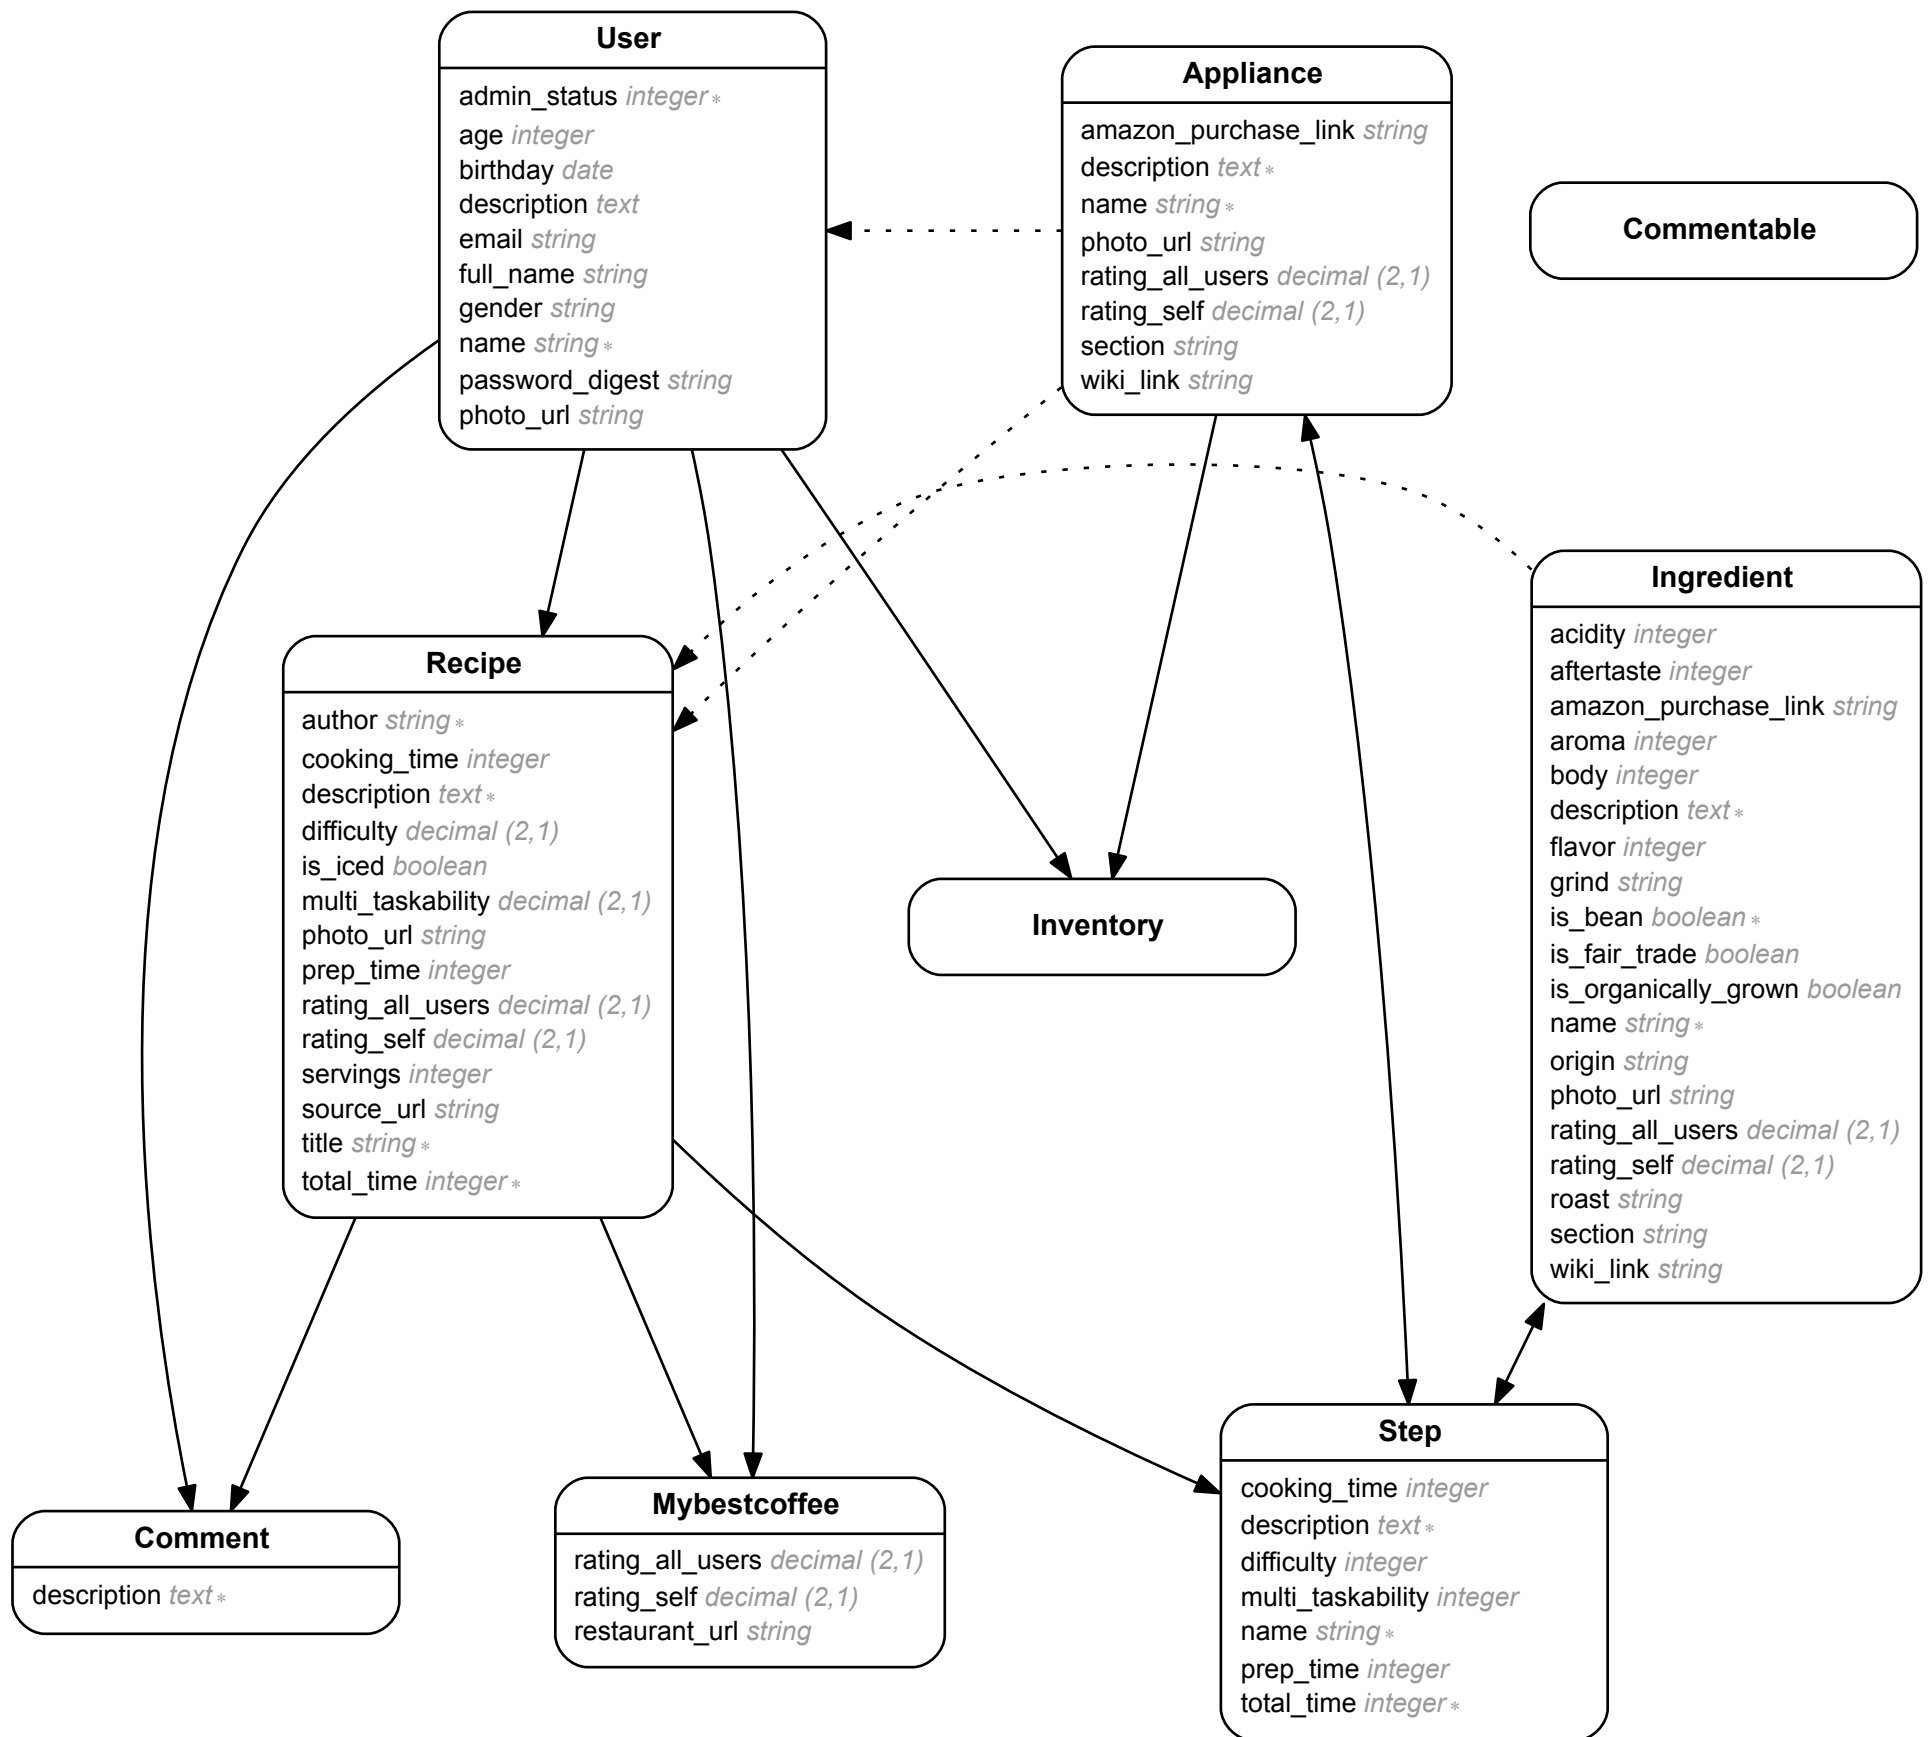 User
admin_status integer∗
age integer
birthday date
description text
email string
full_name string
gender string
name string∗
password_digest string
photo_url string
Appliance
amazon_purchase_link string
description text∗
name string∗
photo_url string
rating_all_users decimal (2,1)
rating_self decimal (2,1)
section string
wiki_link string
Commentable
Recipe
author string∗
cooking_time integer
description text∗
difficulty decimal (2,1)
is_iced boolean
multi_taskability decimal (2,1)
photo_url string
prep_time integer
rating_all_users decimal (2,1)
rating_self decimal (2,1)
servings integer
source_url string
title string∗
total_time integer∗
Inventory
Ingredient
acidity integer
aftertaste integer
amazon_purchase_link string
aroma integer
body integer
description text∗
flavor integer
grind string
is_bean boolean∗
is_fair_trade boolean
is_organically_grown boolean
name string∗
origin string
photo_url string
rating_all_users decimal (2,1)
rating_self decimal (2,1)
roast string
section string
wiki_link string
Comment
description text∗
Mybestcoffee
rating_all_users decimal (2,1)
rating_self decimal (2,1)
restaurant_url string
Step
cooking_time integer
description text∗
difficulty integer
multi_taskability integer
name string∗
prep_time integer
total_time integer∗